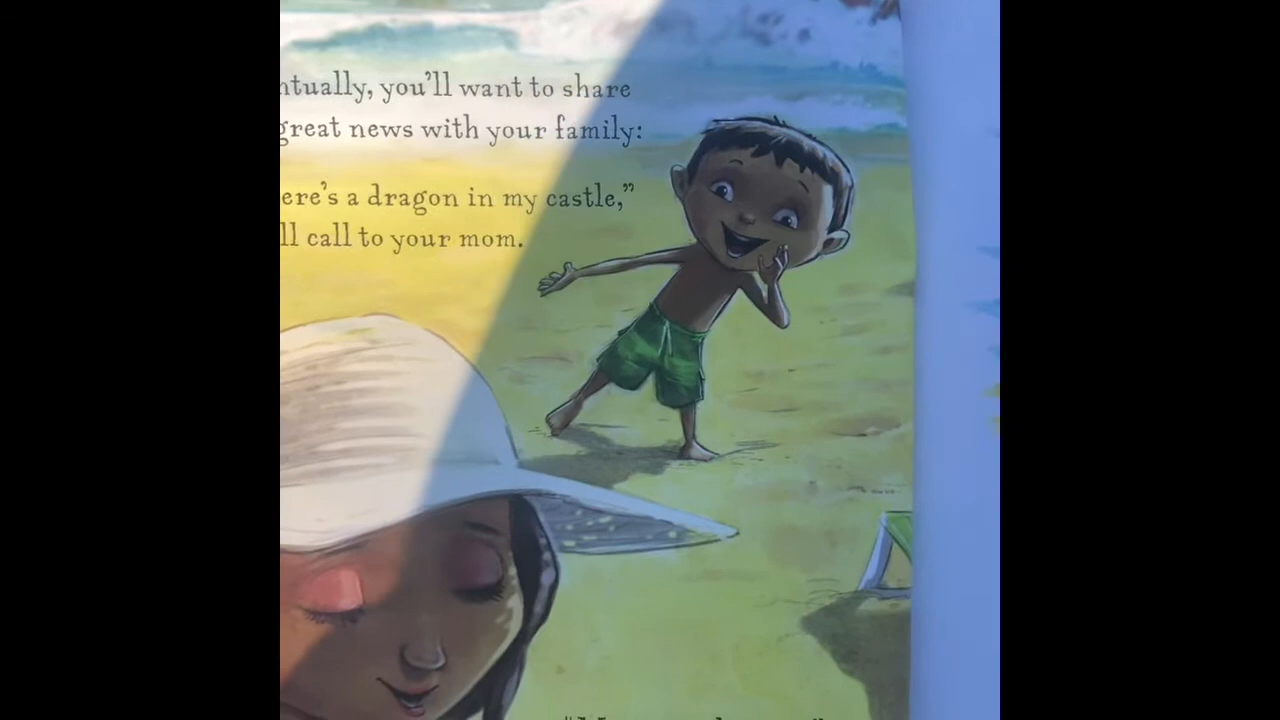 ntually, you'll want to share
great news with your family:
ere's a dragon in my castle,"
ll call to your mom.